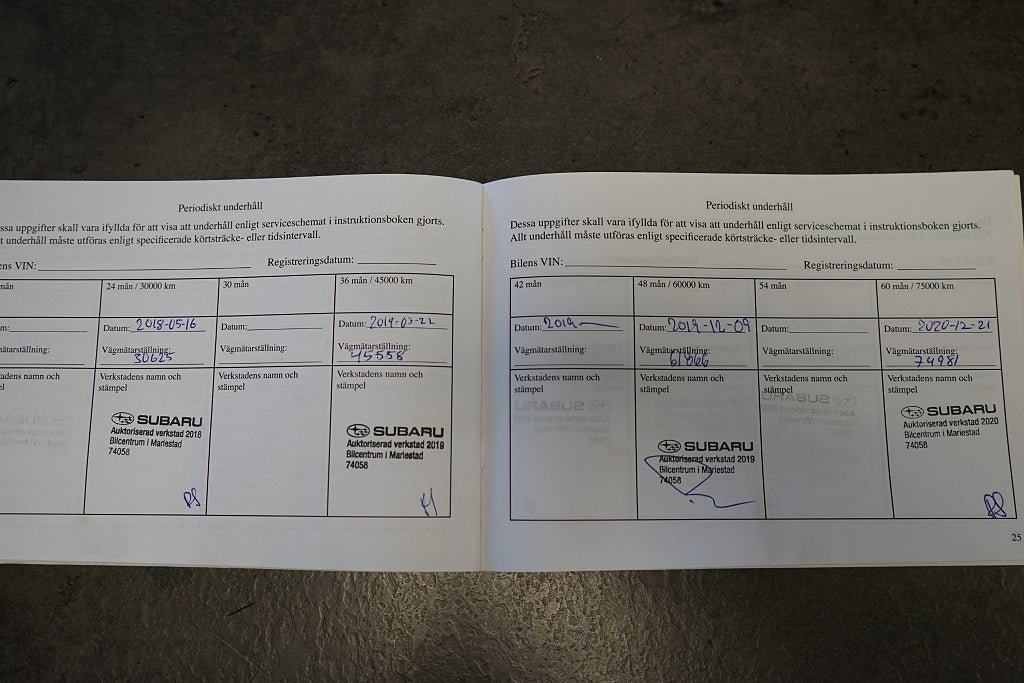 Periodiskt underhåll
ssa uppgifter skall vara ifyllda för att visa att underhåll enligt serviceschemat i instruktionsboken gjorts.
t underhåll måste utföras enligt specificerade körtsträcke- eller tidsintervall.
lens VIN: Registreringsdatum:
mån 24 mån / 30000 km 30 mån 36 mån / 45000 km
m: Datum: 2018-05-16 Datum: Datum: 2019-03-22
mätarställning: Vägmätarställning: Vägmätarställning: Vägmätarställning:
30625 45558
Verkstadens namn och Verkstadens namn och Verkstadens namn och
stämpel stämpel stämpel
SUBARU
Auktoriserad verkstad 2018
Bilcentrum i Mariestad
74058
SUBARU
Auktoriserad verkstad 2019
Bilcentrum i Mariestad
74058
Periodiskt underhåll
Dessa uppgifter skall vara ifyllda för att visa att underhåll enligt serviceschemat i instruktionsboken gjorts.
Allt underhåll måste utföras enligt specificerade körtsträcke- eller tidsintervall.
Bilens VIN: Registreringsdatum:
42 mån 48 mån / 60000 km 54 mån 60 mån / 75000 km
Datum: 2019 Datum: 2019-12-09 Datum: Datum: 2020-12-21
Vägmätarställning: Vägmätarställning: Vägmätarställning: Vägmätarställning:
74981
Verkstadens namn och Verkstadens namn och Verkstadens namn och Verkstadens namn och
stämpel stämpel stämpel stämpel
SUBARU
Auktoriserad verkstad 2019
Bilcentrum i Mariestad
74058
SUBARU
Auktoriserad verkstad 2020
Bilcentrum i Mariestad
74058
25